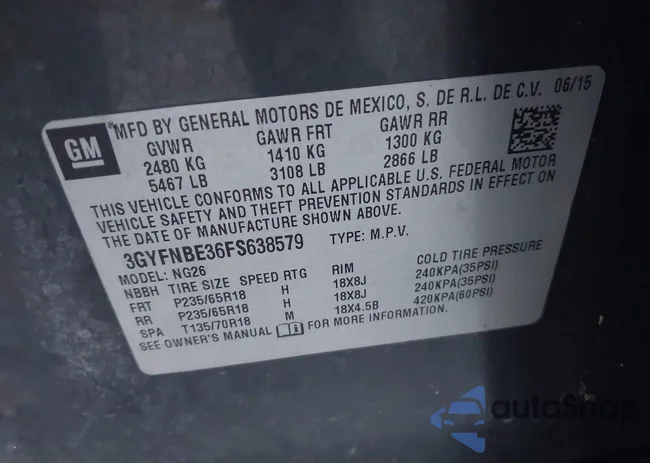 GM
"MFD BY GENERAL MOTORS DE MEXICO, S. DE R.L. DE C.V. 06/15
GVWR GAWR FRT GAWR RR
2480 KG 1410 KG 1300 KG
5467 LB 3108 LB 2866 LB
THIS VEHICLE CONFORMS TO ALL APPLICABLE U.S. FEDERAL MOTOR
VEHICLE SAFETY AND THEFT PREVENTION STANDARDS IN EFFECT ON
THE DATE OF MANUFACTURE SHOWN ABOVE.
3GYFNBE36FS638579 TYPE: M.P.V.
MODEL: NG26
NBBH TIRE SIZE SPEED RTG RIM COLD TIRE PRESSURE
FRT P235/65R18 H 18X8J 240KPA(35PSI)
RR P235/65R18 H 18X8J 240KPA(35PSI)
SPA T135/70R18 M 18X4.5B 420KPA(60PSI)
SEE OWNER'S MANUAL FOR MORE INFORMATION.
autoShop